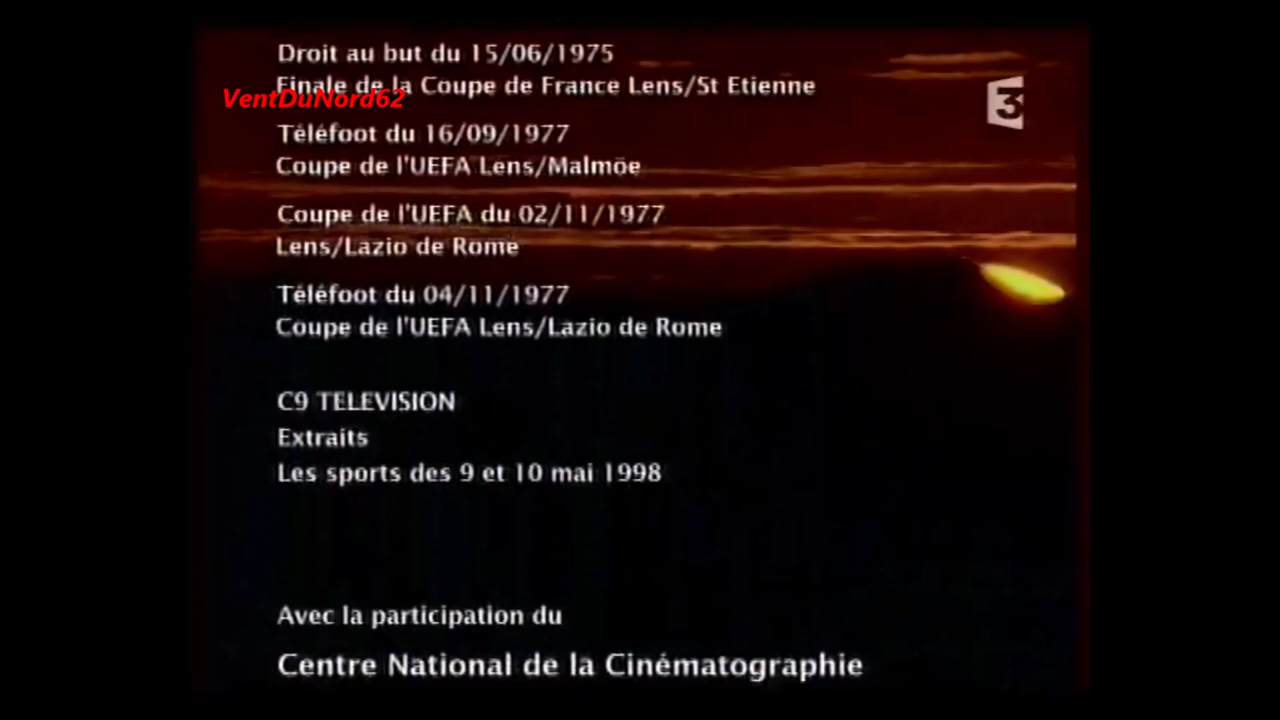 Droit au but du 15/06/1975
Finale de la Coupe de France Lens/St Etienne
VentDuNord62
3
Téléfoot du 16/09/1977
Coupe de l'UEFA Lens/Malmöe
Coupe de l'UEFA du 02/11/1977
Lens/Lazio de Rome
Téléfoot du 04/11/1977
Coupe de l'UEFA Lens/Lazio de Rome
C9 TELEVISION
Extraits
Les sports des 9 et 10 mai 1998
Avec la participation du
Centre National de la Cinématographie